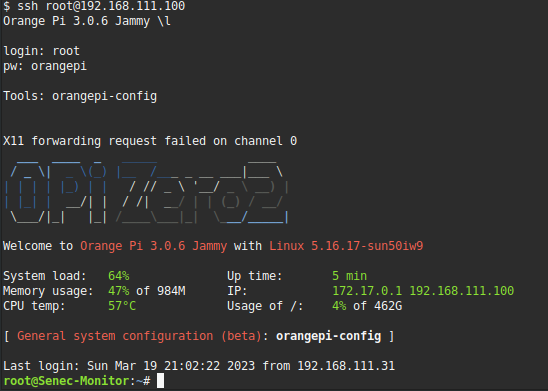 $ ssh root@192.168.111.100
Orange Pi 3.0.6 Jammy \l
login: root
pw: orangepi
Tools: orangepi-config
X11 forwarding request failed on channel 0
OPI Zero2
Welcome to Orange Pi 3.0.6 Jammy with Linux 5.16.17-sun50iw9
System load: 64% Up time: 5 min
Memory usage: 47% of 984M IP: 172.17.0.1 192.168.111.100
CPU temp: 57°C Usage of /: 4% of 462G
[ General system configuration (beta): orangepi-config ]
Last login: Sun Mar 19 21:02:22 2023 from 192.168.111.31
root@Senec-Monitor:~#